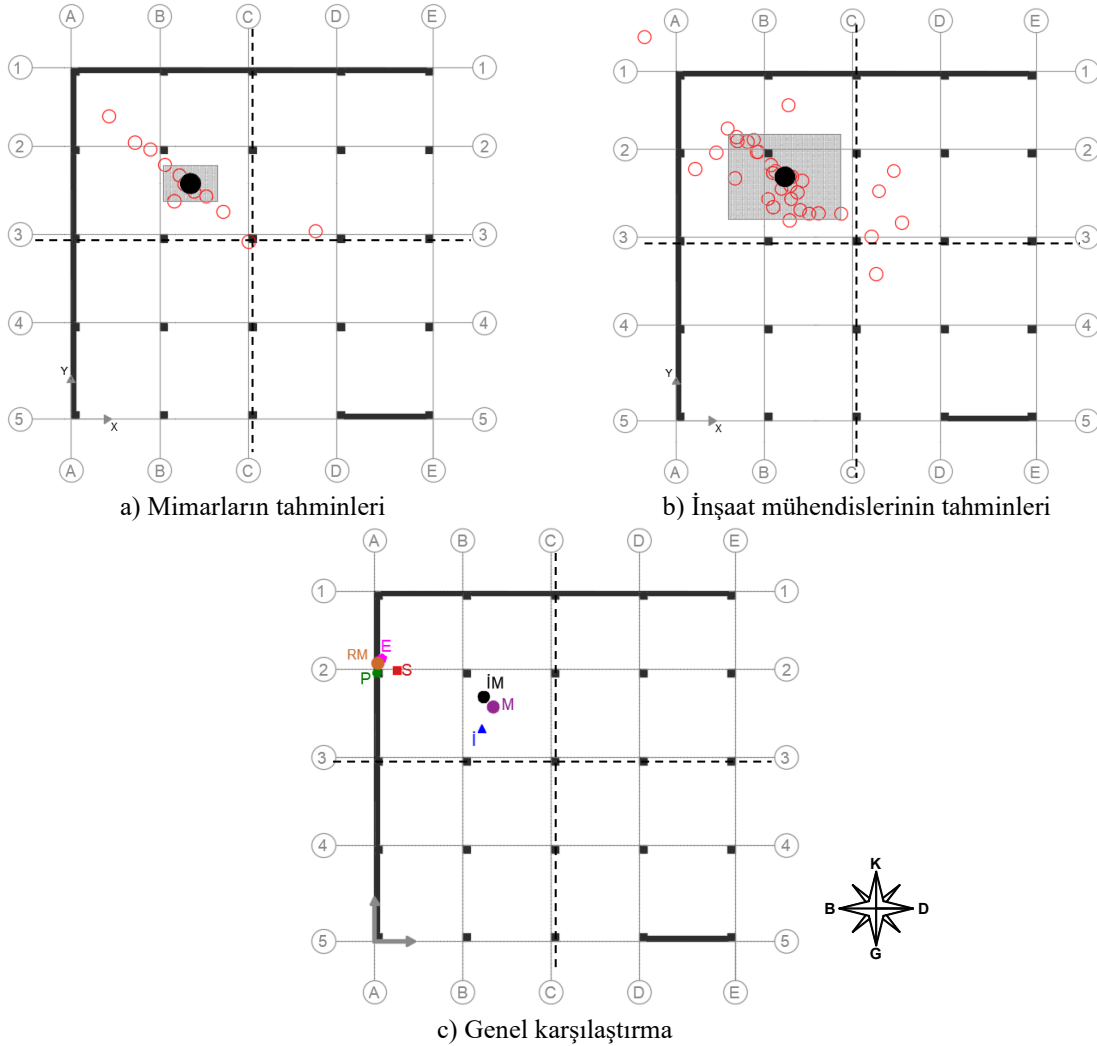 A B C D E
A B C D E
1 1
1 1
2 2
2 2
3 3
3 3
4 4
4 4
Y
Y
5 5
5 5
X
X
A B C D E
A B C D E
a) Mimarların tahminleri
b) İnşaat mühendislerinin tahminleri
A B C D E
1 1
RM E
2 S 2
P
İM
M
İ
3 3
4 4
K
B D
G
5 5
A B C D E
c) Genel karşılaştırma